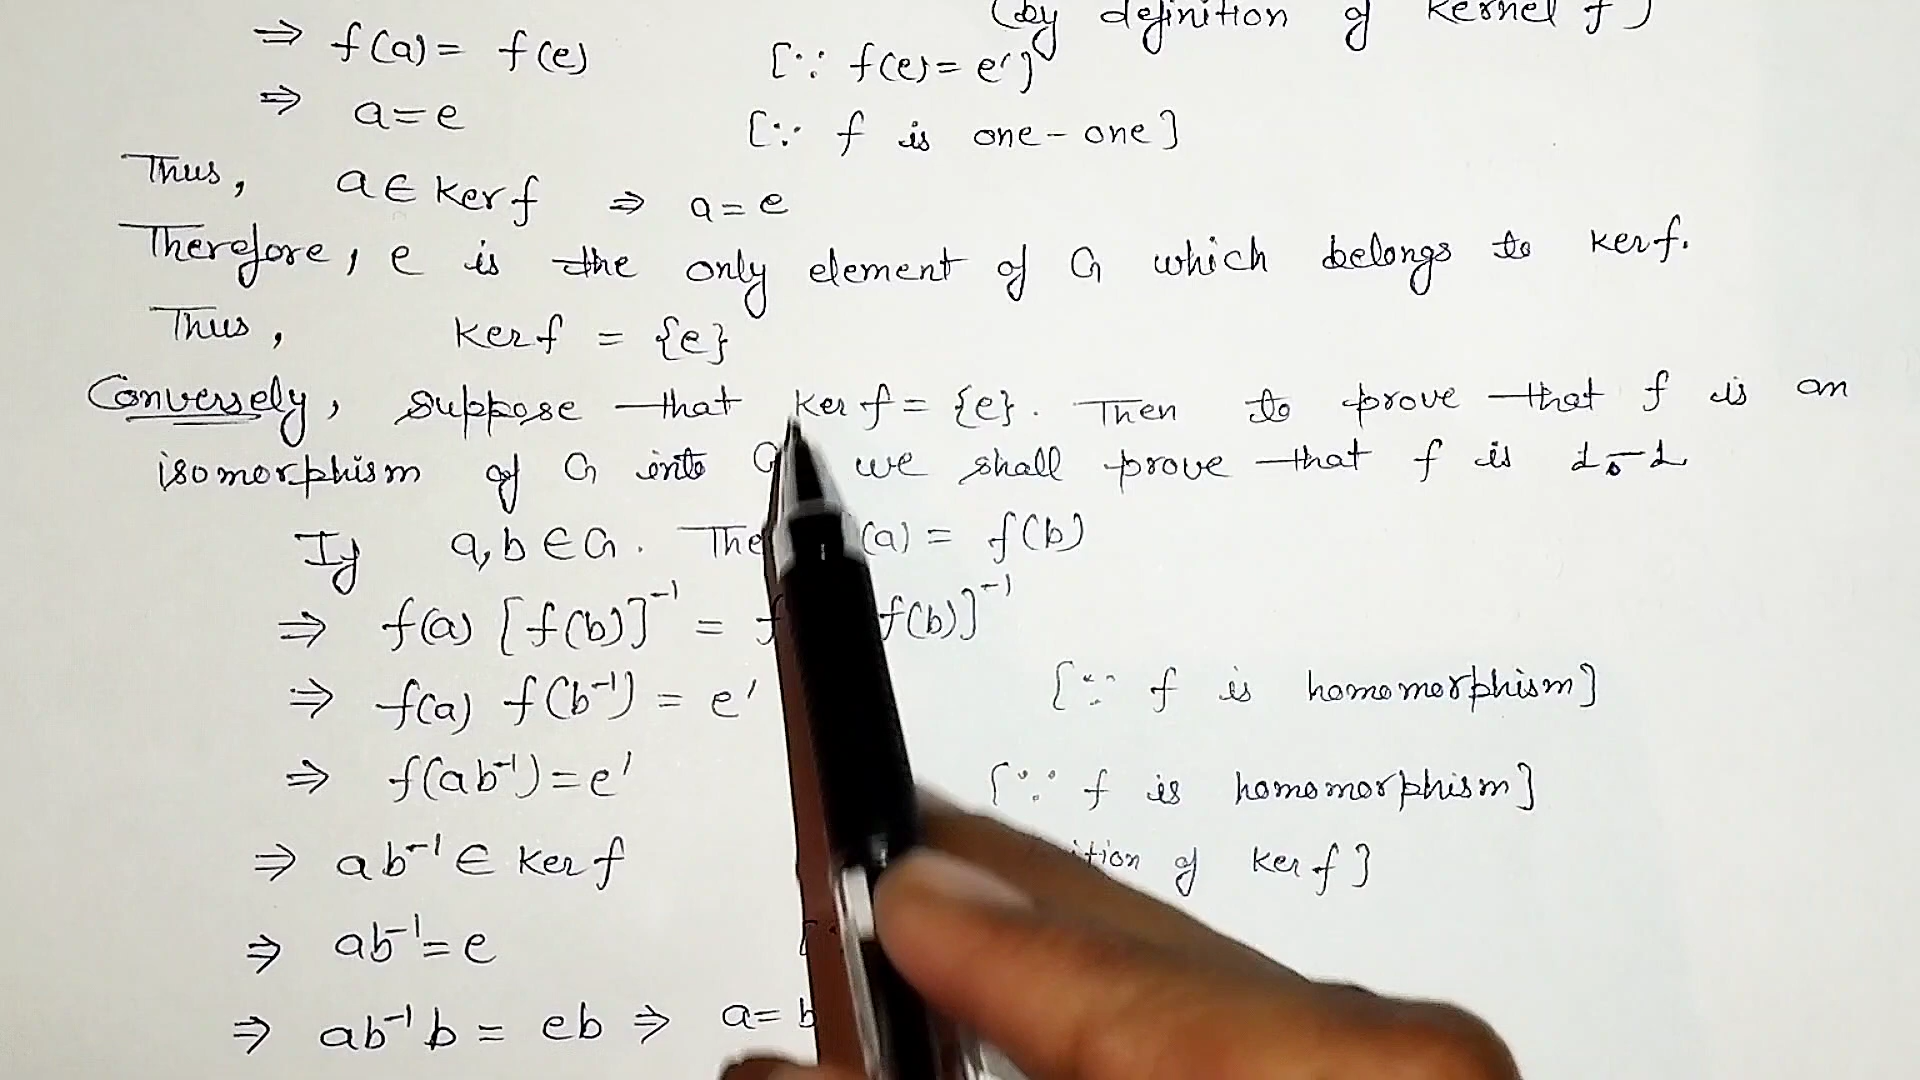 (by definition of kernel f)
⇒ f(a) = f(e) [∵ f(e) = e']
⇒ a = e [∵ f is one-one]
Thus, a ∈ ker f ⇒ a = e
Therefore, e is the only element of G which belongs to ker f.
Thus, ker f = {e}
Conversely, suppose that ker f = {e}. Then to prove that f is an
isomorphism of G into we shall prove that f is 1-1
If a, b ∈ G. (a) = f(b)
⇒ f(a) [f(b)]⁻¹ = f(b)]⁻¹
⇒ f(a) f(b⁻¹) = e' [∵ f is homomorphism]
⇒ f(ab⁻¹) = e' [∵ f is homomorphism]
⇒ ab⁻¹ ∈ ker f of ker f]
⇒ ab⁻¹ = e
⇒ ab⁻¹b = eb ⇒ a = b